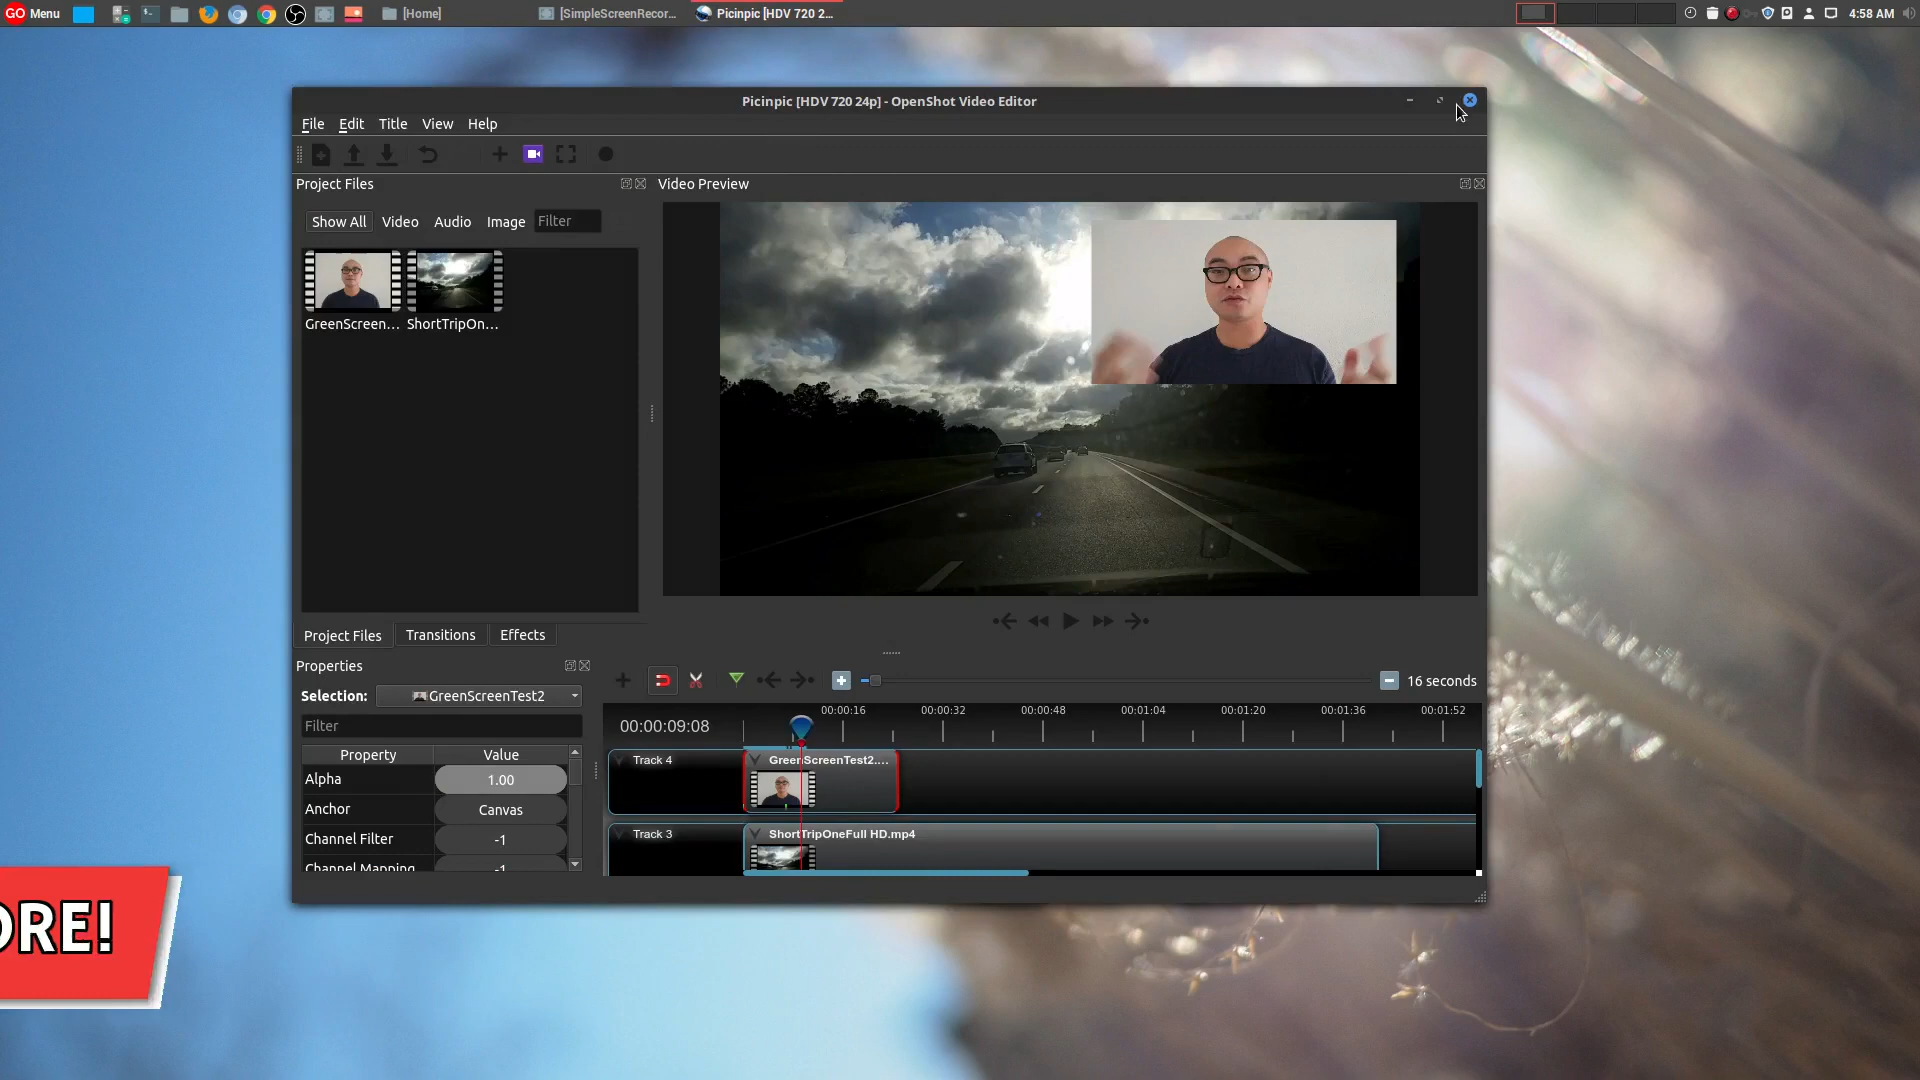 GO Menu [Home] [SimpleScreenRecor... Picinpic [HDV 720 2... 4:58 AM
Picinpic [HDV 720 24p] - OpenShot Video Editor
File Edit Title View Help
Project Files
Video Preview
Show All Video Audio Image Filter
GreenScreen... ShortTripOn...
Project Files Transitions Effects
Properties
Selection: GreenScreenTest2
Filter
Property Value
Alpha 1.00
Anchor Canvas
Channel Filter -1
Channel Mapping -1
16 seconds
00:00:09:08
00:00:16 00:00:32 00:00:48 00:01:04 00:01:20 00:01:36 00:01:52
Track 4 GreenScreenTest2....
Track 3 ShortTripOneFull HD.mp4
ORE!